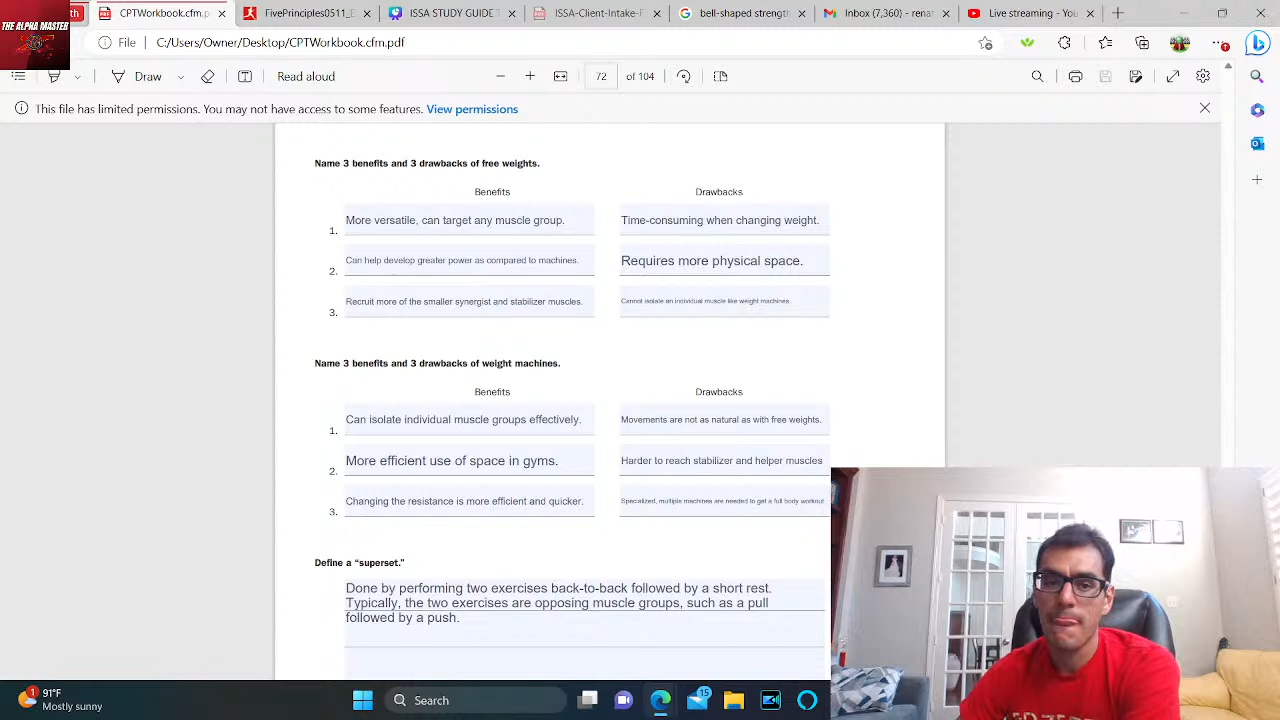 THE ALPHA MASTER
th
CPTWorkbook.cfm.pdf
FinePrintee0511_E
ISSA STUDY GUIDE
ISSA-Client-Intake-F
bell-shaped
Inbox (7,360) - renar
Live streaming - You
File C:/Users/Owner/Desktop/CPTWorkbook.cfm.pdf
Draw
Read aloud
72 of 104
This file has limited permissions. You may not have access to some features. View permissions
Name 3 benefits and 3 drawbacks of free weights.
Benefits Drawbacks
1. More versatile, can target any muscle group. Time-consuming when changing weight.
2. Can help develop greater power as compared to machines. Requires more physical space.
3. Recruit more of the smaller synergist and stabilizer muscles. Cannot isolate an individual muscle like weight machines.
Name 3 benefits and 3 drawbacks of weight machines.
Benefits Drawbacks
1. Can isolate individual muscle groups effectively. Movements are not as natural as with free weights.
2. More efficient use of space in gyms. Harder to reach stabilizer and helper muscles
3. Changing the resistance is more efficient and quicker. Specialized, multiple machines are needed to get a full body workout
Define a “superset.”
Done by performing two exercises back-to-back followed by a short rest.
Typically, the two exercises are opposing muscle groups, such as a pull
followed by a push.
1
91°F
Mostly sunny
Search
15